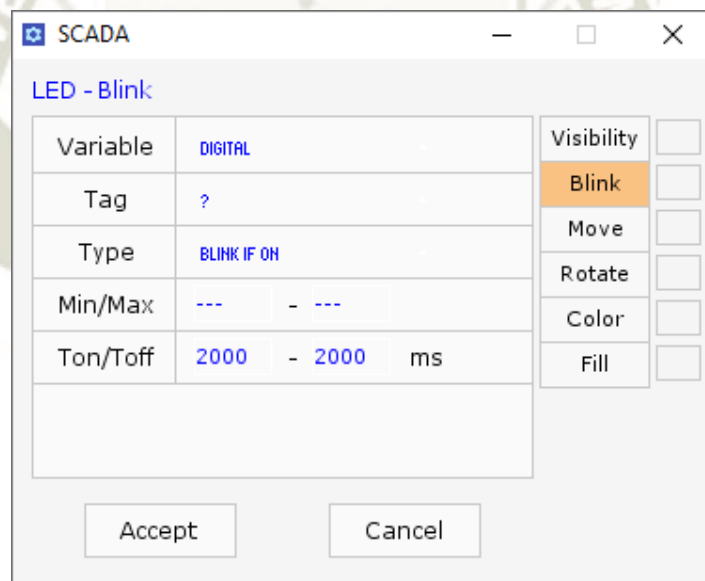 SCADA
LED - Blink
Variable DIGITAL
Tag ?
Type BLINK IF ON
Min/Max --- - ---
Ton/Toff 2000 - 2000 ms
Visibility
Blink
Move
Rotate
Color
Fill
Accept Cancel